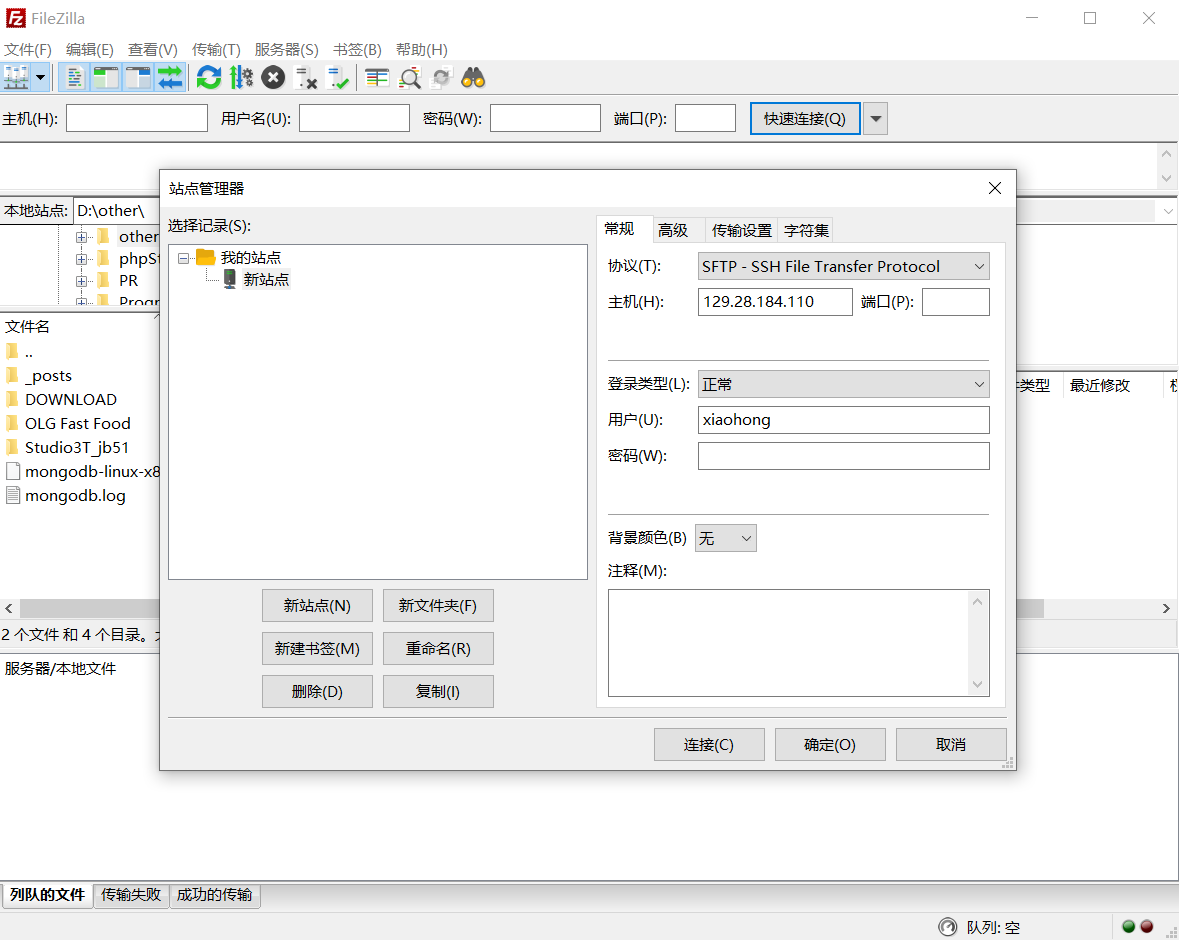 FileZilla
文件(F) 编辑(E) 查看(V) 传输(T) 服务器(S) 书签(B) 帮助(H)
主机(H): 用户名(U): 密码(W): 端口(P): 快速连接(Q)
站点管理器
本地站点: D:\other\
选择记录(S):
常规 高级 传输设置 字符集
other
我的站点
phpSt
新站点
协议(T): SFTP - SSH File Transfer Protocol
PR
主机(H): 129.28.184.110 端口(P):
Progr
文件名
..
_posts
登录类型(L): 正常
类型 最近修改
DOWNLOAD
OLG Fast Food
用户(U): xiaohong
Studio3T_jb51
密码(W):
mongodb-linux-x8
mongodb.log
背景颜色(B) 无
注释(M):
新站点(N) 新文件夹(F)
2 个文件 和 4 个目录。
新建书签(M) 重命名(R)
服务器/本地文件
删除(D) 复制(I)
连接(C) 确定(O) 取消
列队的文件 传输失败 成功的传输
队列: 空